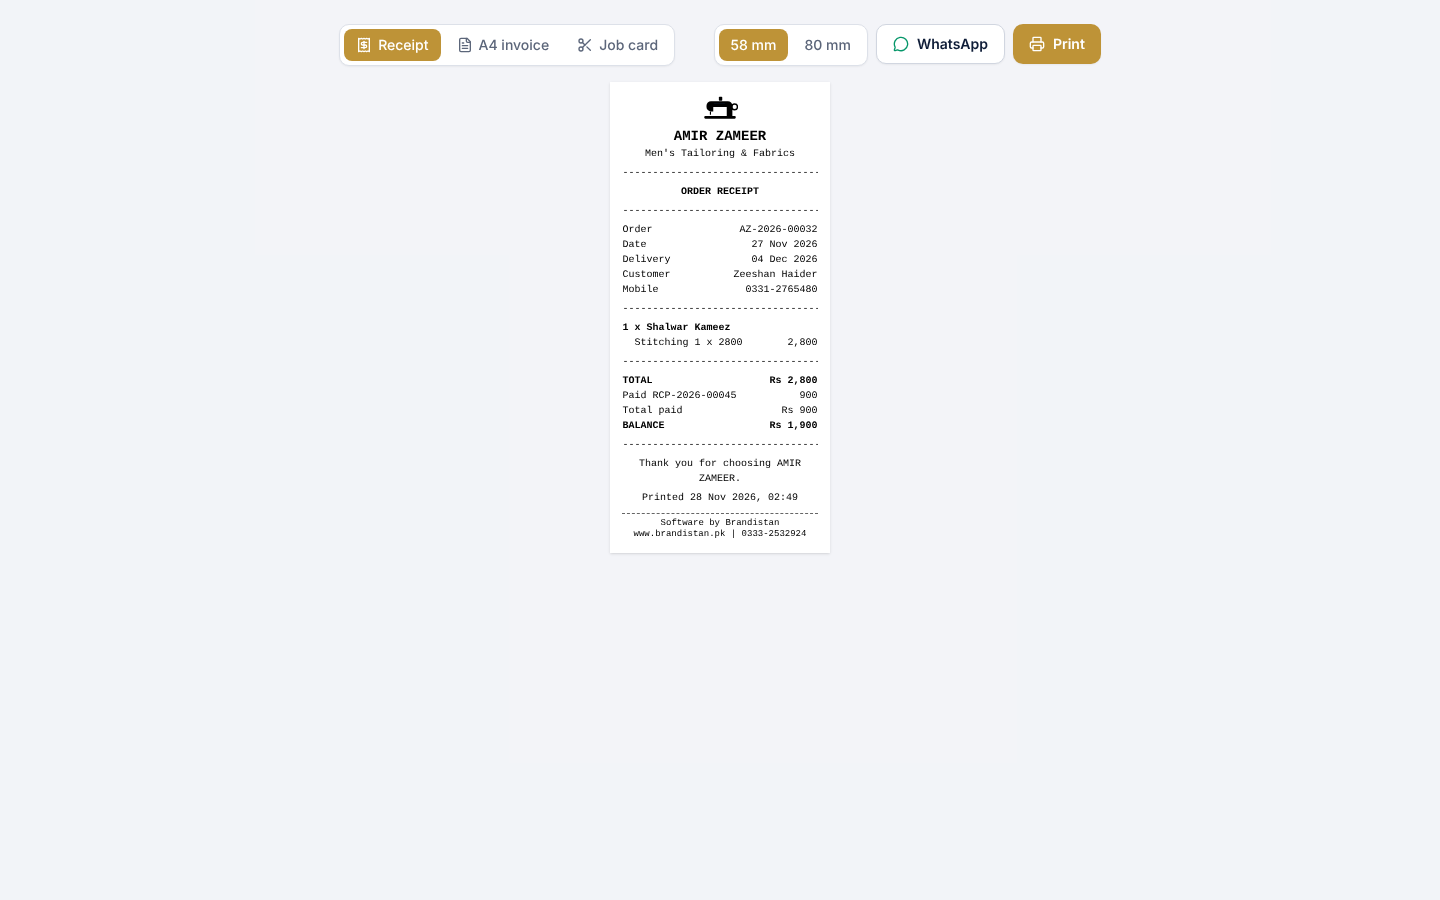 Receipt A4 invoice Job card 58 mm 80 mm WhatsApp Print
AMIR ZAMEER
Men's Tailoring & Fabrics
ORDER RECEIPT
Order AZ-2026-00032
Date 27 Nov 2026
Delivery 04 Dec 2026
Customer Zeeshan Haider
Mobile 0331-2765480
1 x Shalwar Kameez
Stitching 1 x 2800 2,800
TOTAL Rs 2,800
Paid RCP-2026-00045 900
Total paid Rs 900
BALANCE Rs 1,900
Thank you for choosing AMIR
ZAMEER.
Printed 28 Nov 2026, 02:49
Software by Brandistan
www.brandistan.pk | 0333-2532924